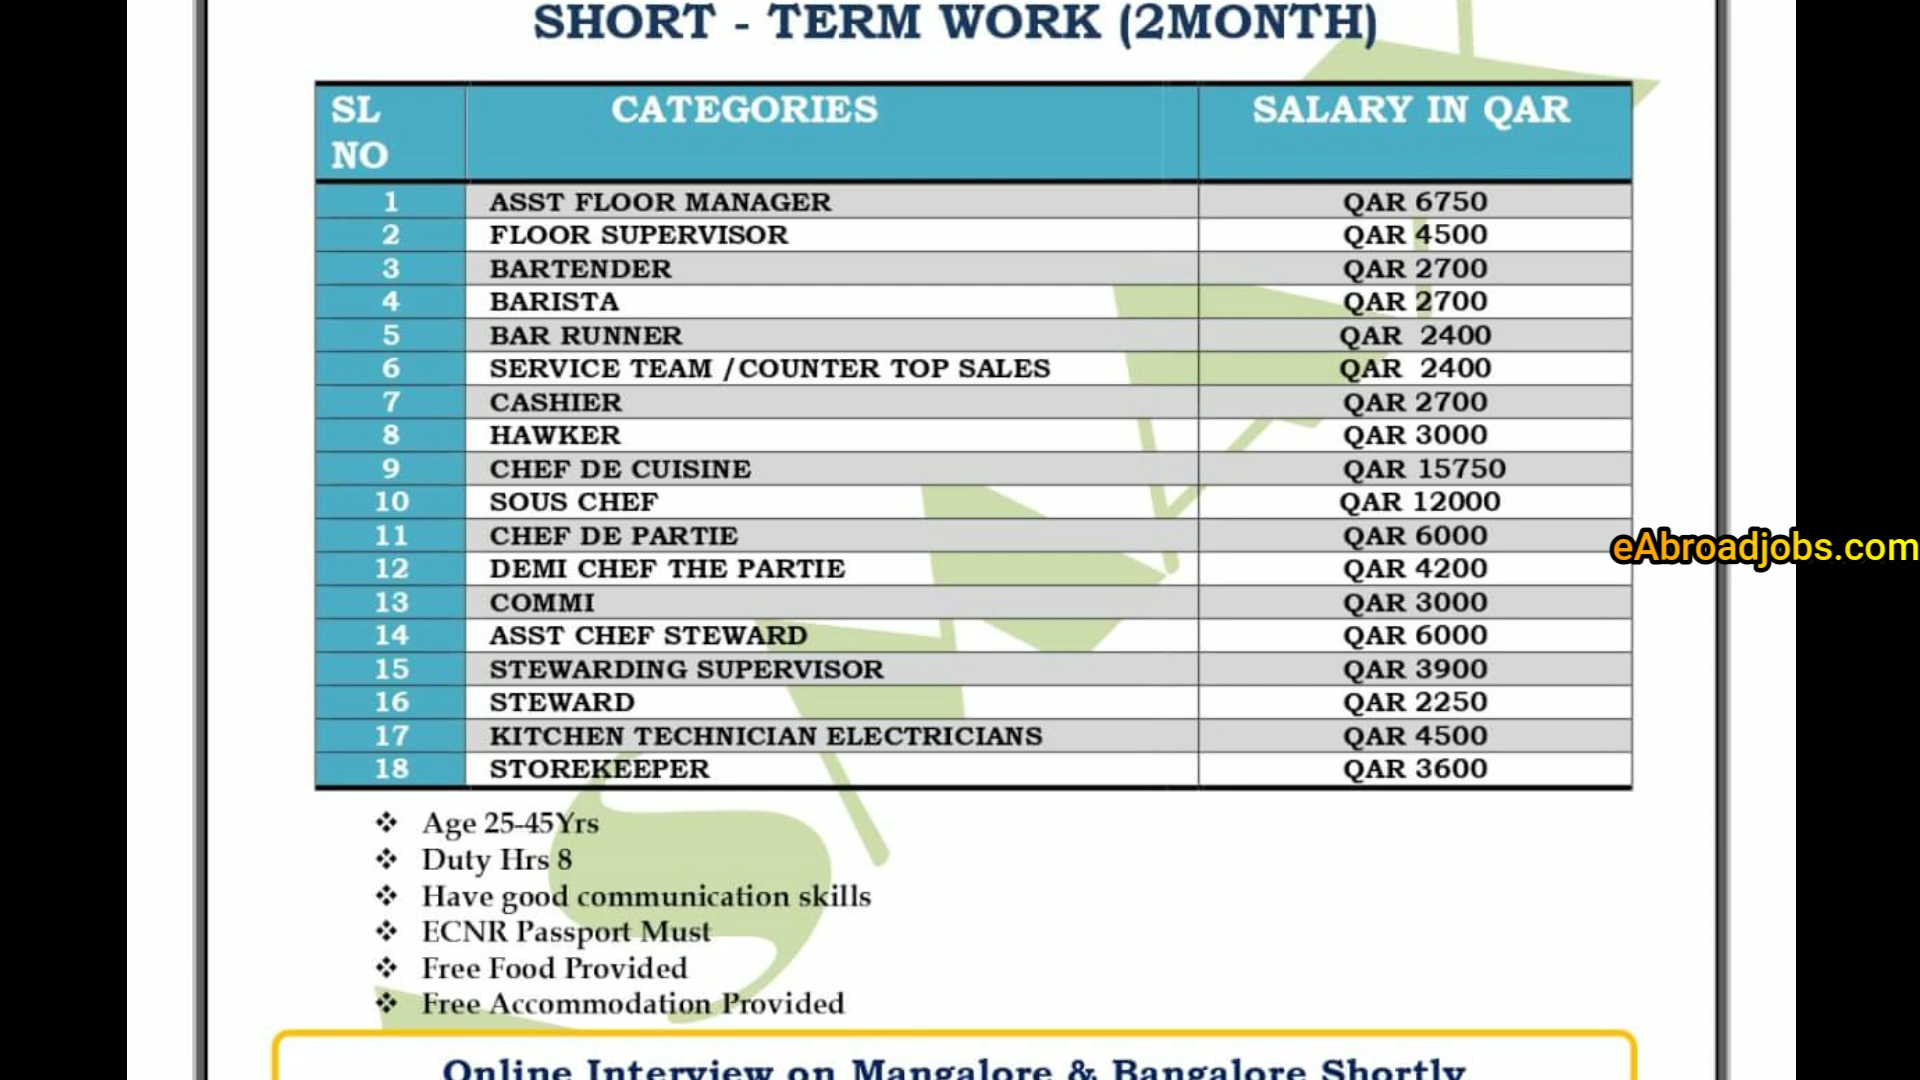 SHORT - TERM WORK (2MONTH)
SL NO CATEGORIES SALARY IN QAR
1 ASST FLOOR MANAGER QAR 6750
2 FLOOR SUPERVISOR QAR 4500
3 BARTENDER QAR 2700
4 BARISTA QAR 2700
5 BAR RUNNER QAR 2400
6 SERVICE TEAM /COUNTER TOP SALES QAR 2400
7 CASHIER QAR 2700
8 HAWKER QAR 3000
9 CHEF DE CUISINE QAR 15750
10 SOUS CHEF QAR 12000
11 CHEF DE PARTIE QAR 6000
eAbroadjobs.com
12 DEMI CHEF THE PARTIE QAR 4200
13 COMMI QAR 3000
14 ASST CHEF STEWARD QAR 6000
15 STEWARDING SUPERVISOR QAR 3900
16 STEWARD QAR 2250
17 KITCHEN TECHNICIAN ELECTRICIANS QAR 4500
18 STOREKEEPER QAR 3600
❖ Age 25-45Yrs
❖ Duty Hrs 8
❖ Have good communication skills
❖ ECNR Passport Must
❖ Free Food Provided
❖ Free Accommodation Provided
Online Interview on Mangalore & Bangalore Shortly